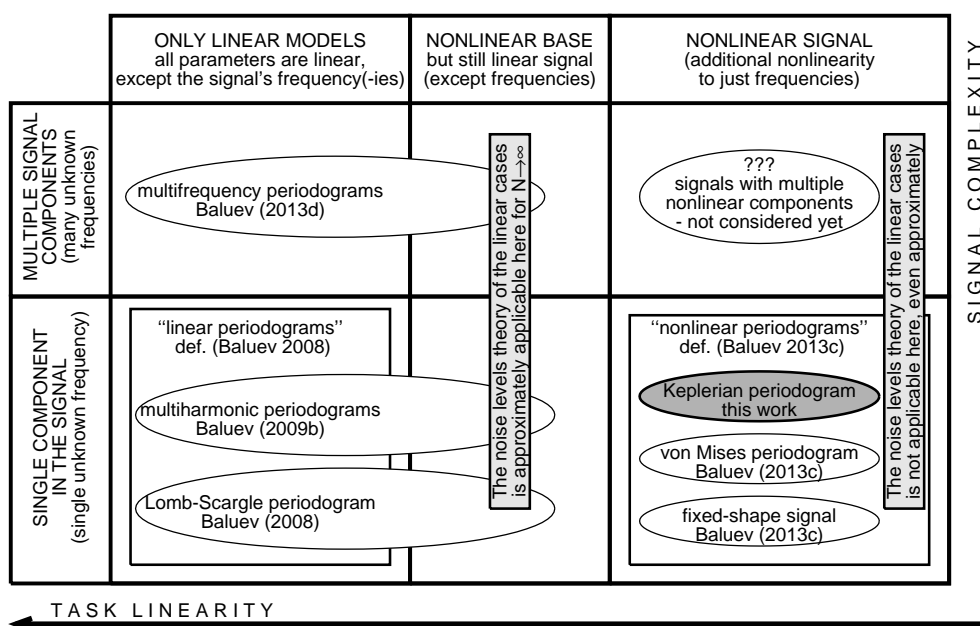 ONLY LINEAR MODELS
all parameters are linear,
except the signal's frequency(-ies)
NONLINEAR BASE
but still linear signal
(except frequencies)
NONLINEAR SIGNAL
(additional nonlinearity
to just frequencies)
MULTIPLE SIGNAL
COMPONENTS
(many unknown
frequencies)
multifrequency periodograms
Baluev (2013d)
The noise levels theory of the linear cases
is approximately applicable here for N→∞
???
signals with multiple
nonlinear components
- not considered yet
The noise levels theory of the linear cases
is not applicable here, even approximately
SIGNAL COMPLEXITY
SINGLE COMPONENT
IN THE SIGNAL
(single unknown frequency)
"linear periodograms"
def. (Baluev 2008)
multiharmonic periodograms
Baluev (2009b)
Lomb-Scargle periodogram
Baluev (2008)
"nonlinear periodograms"
def. (Baluev 2013c)
Keplerian periodogram
this work
von Mises periodogram
Baluev (2013c)
fixed-shape signal
Baluev (2013c)
TASK LINEARITY